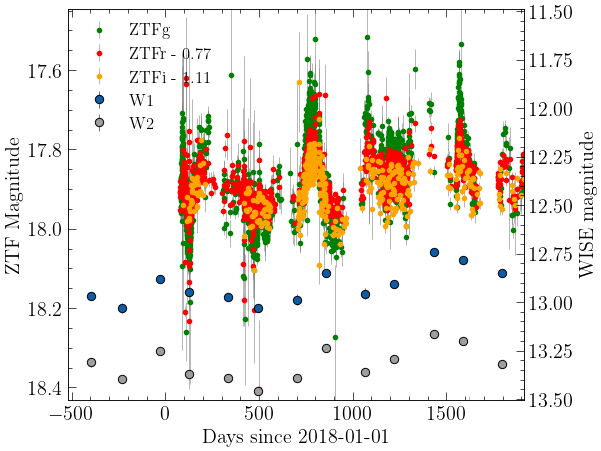 ZTFg
ZTFr - 0.77
ZTFi - 1.11
W1
W2
17.6
17.8
18.0
18.2
18.4
ZTF Magnitude
11.50
11.75
12.00
12.25
12.50
12.75
13.00
13.25
13.50
WISE magnitude
−500
0
500
1000
1500
Days since 2018-01-01